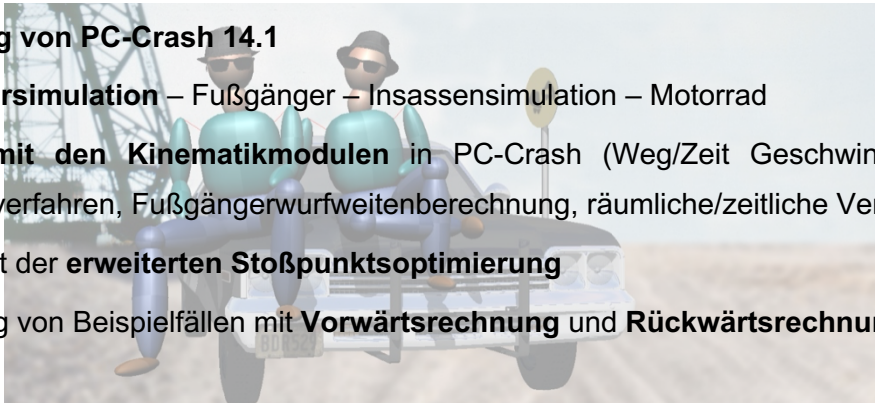 g von PC-Crash 14.1
rsimulation – Fußgänger – Insassensimulation – Motorrad
mit den Kinematikmodulen in PC-Crash (Weg/Zeit Geschwin
verfahren, Fußgängerwurfweitenberechnung, räumliche/zeitliche Ver
t der erweiterten Stoßpunktsoptimierung
g von Beispielfällen mit Vorwärtsrechnung und Rückwärtsrechnu